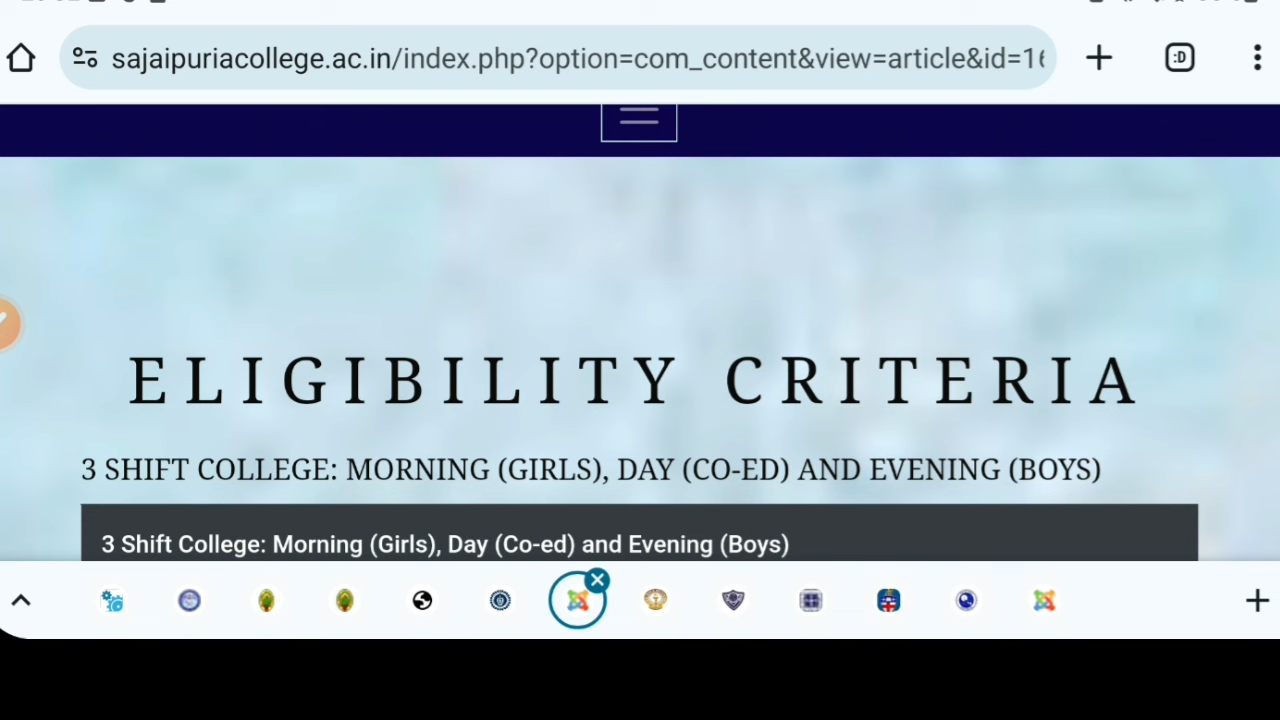 sajaipuriacollege.ac.in/index.php?option=com_content&view=article&id=16
:D
ELIGIBILITY CRITERIA
3 SHIFT COLLEGE: MORNING (GIRLS), DAY (CO-ED) AND EVENING (BOYS)
3 Shift College: Morning (Girls), Day (Co-ed) and Evening (Boys)